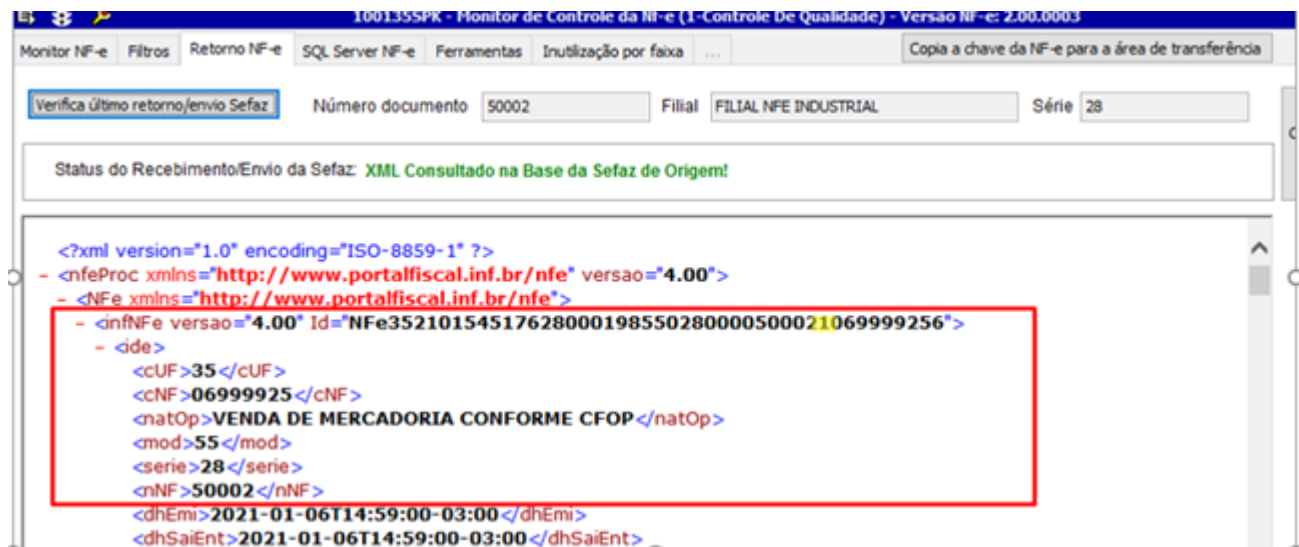 1001355PK - Monitor de Controle da NF-e (1-Controle De Qualidade) - Versão NF-e: 2.00.0003
Monitor NF-e Filtros Retorno NF-e SQL Server NF-e Ferramentas Inutilização por faixa ... Copia a chave da NF-e para a área de transferência
Verifica último retorno/envio Sefaz Número documento 50002 Filial FILIAL NFE INDUSTRIAL Série 28
Status do Recebimento/Envio da Sefaz: XML Consultado na Base da Sefaz de Origem!
<?xml version="1.0" encoding="ISO-8859-1" ?>
- <nfeProc xmlns="http://www.portalfiscal.inf.br/nfe" versao="4.00">
- <NFe xmlns="http://www.portalfiscal.inf.br/nfe">
- <infNFe versao="4.00" Id="NFe35210154517628000198550280000500021069999256">
- <ide>
<cUF>35</cUF>
<cNF>06999925</cNF>
<natOp>VENDA DE MERCADORIA CONFORME CFOP</natOp>
<mod>55</mod>
<serie>28</serie>
<nNF>50002</nNF>
<dhEmi>2021-01-06T14:59:00-03:00</dhEmi>
<dhSaiEnt>2021-01-06T14:59:00-03:00</dhSaiEnt>